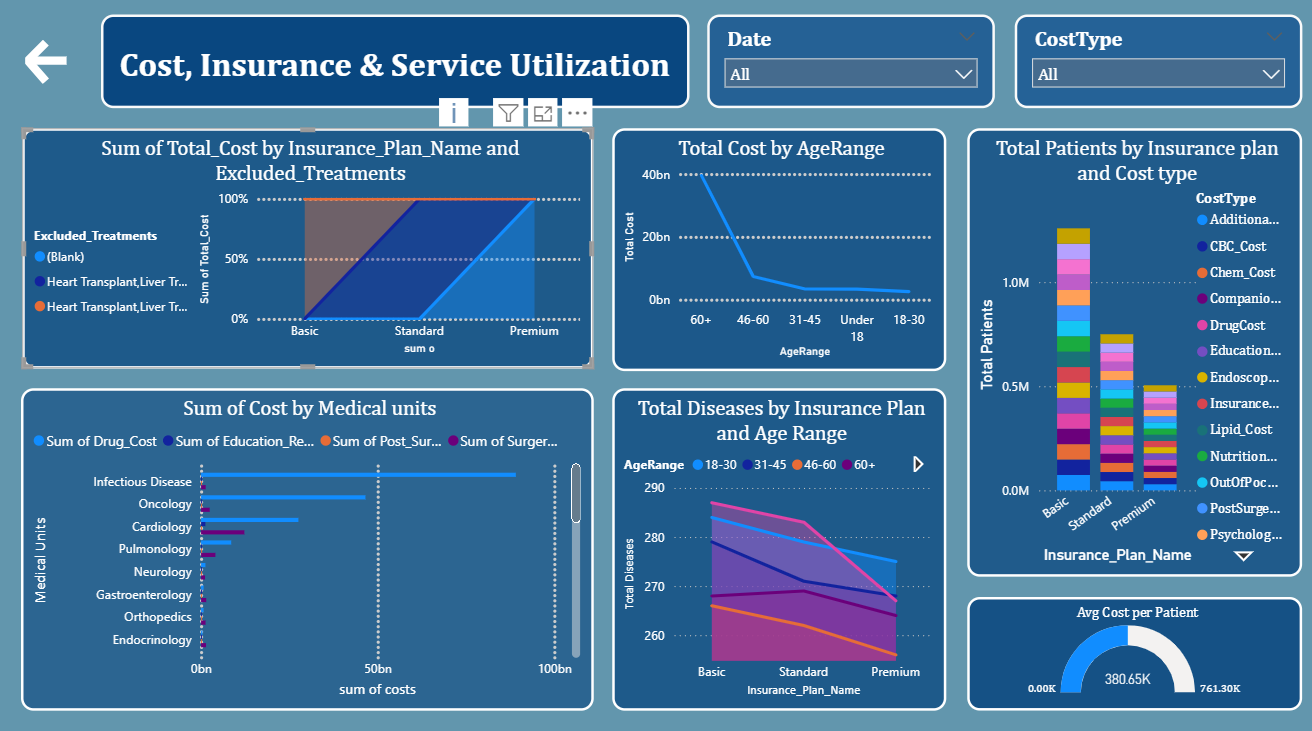 Cost, Insurance & Service Utilization
Date
All
CostType
All
Sum of Total_Cost by Insurance_Plan_Name and
Excluded_Treatments
Excluded_Treatments
(Blank)
Heart Transplant,Liver Tr...
Heart Transplant,Liver Tr...
Sum of Total_Cost
100%
50%
0%
Basic
Standard
Premium
sum o
Total Cost by AgeRange
Total Cost
40bn
20bn
0bn
60+
46-60
31-45
Under
18
18-30
AgeRange
Total Patients by Insurance plan
and Cost type
Total Patients
1.0M
0.5M
0.0M
Basic
Standard
Premium
Insurance_Plan_Name
CostType
Additiona...
CBC_Cost
Chem_Cost
Companio...
DrugCost
Education...
Endoscop...
Insurance...
Lipid_Cost
Nutrition...
OutOfPoc...
PostSurge...
Psycholog...
Sum of Cost by Medical units
Sum of Drug_Cost
Sum of Education_Re...
Sum of Post_Sur...
Sum of Surger...
Medical Units
Infectious Disease
Oncology
Cardiology
Pulmonology
Neurology
Gastroenterology
Orthopedics
Endocrinology
0bn
50bn
100bn
sum of costs
Total Diseases by Insurance Plan
and Age Range
AgeRange
18-30
31-45
46-60
60+
Total Diseases
290
280
270
260
Basic
Standard
Premium
Insurance_Plan_Name
Avg Cost per Patient
380.65K
0.00K
761.30K